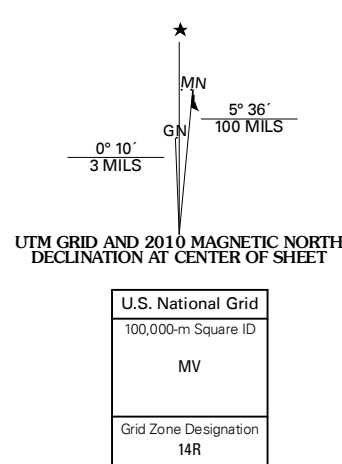 MN
5° 36´
100 MILS
GN
0° 10´
3 MILS
UTM GRID AND 2010 MAGNETIC NORTH
DECLINATION AT CENTER OF SHEET
U.S. National Grid
100,000-m Square ID
MV
Grid Zone Designation
14R